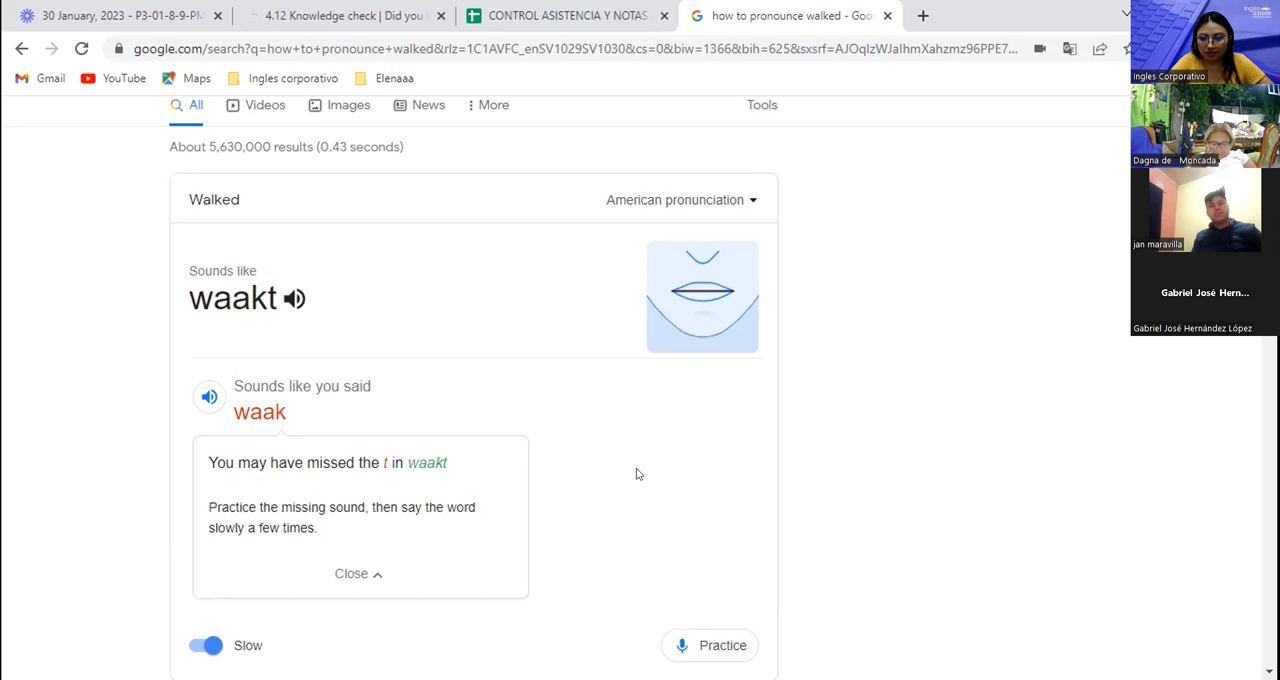 30 January, 2023 - P3-01-8-9-PM
4.12 Knowledge check | Did you
CONTROL ASISTENCIA Y NOTAS
how to pronounce walked - Goo
google.com/search?q=how+to+pronounce+walked&rlz=1C1AVFC_enSV1029SV1030&cs=0&biw=1366&bih=625&sxsrf=AJOqlzWJalhmXahzmz96PPE7...
Gmail YouTube Maps Ingles corporativo Elenaaa
All Videos Images News More Tools
About 5,630,000 results (0.43 seconds)
Walked
American pronunciation
Sounds like
waakt
Sounds like you said
waak
You may have missed the t in waakt
Practice the missing sound, then say the word
slowly a few times.
Close
Slow
Practice
Ingles Corporativo
Dagna de Moncada
jan maravilla
Gabriel José Hern...
Gabriel José Hernández López